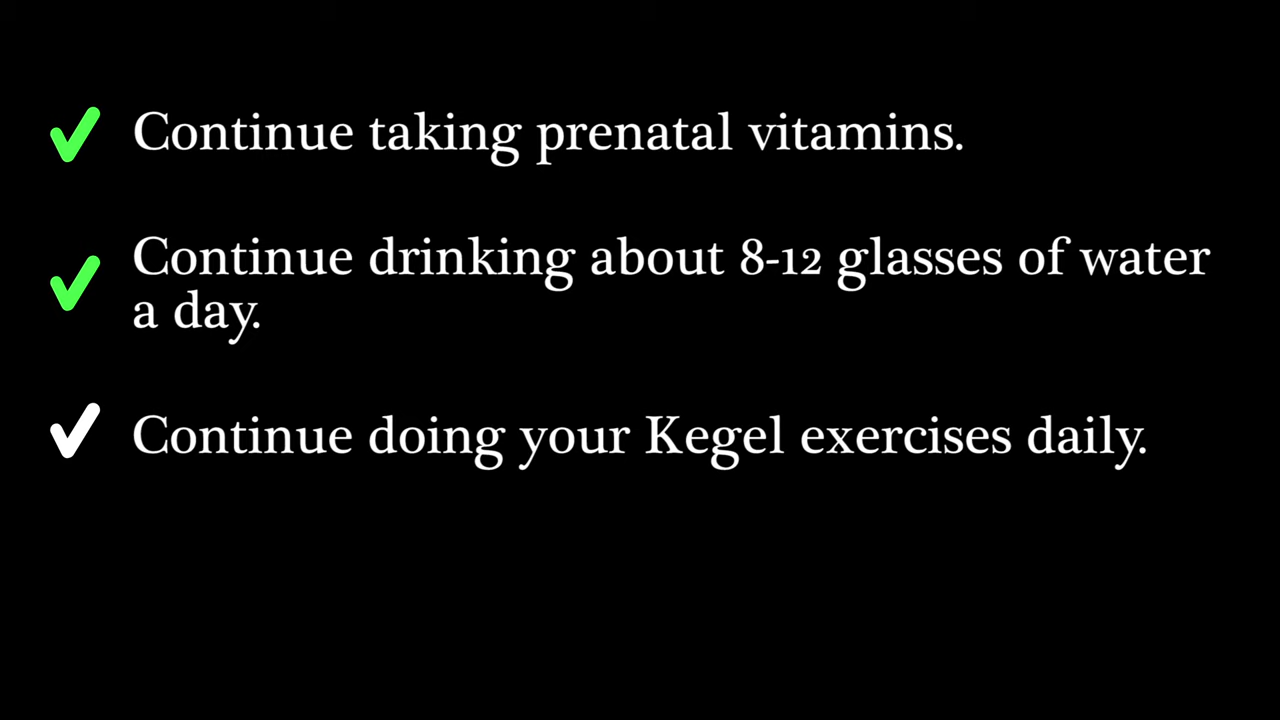 Continue taking prenatal vitamins.
Continue drinking about 8-12 glasses of water
a day.
Continue doing your Kegel exercises daily.